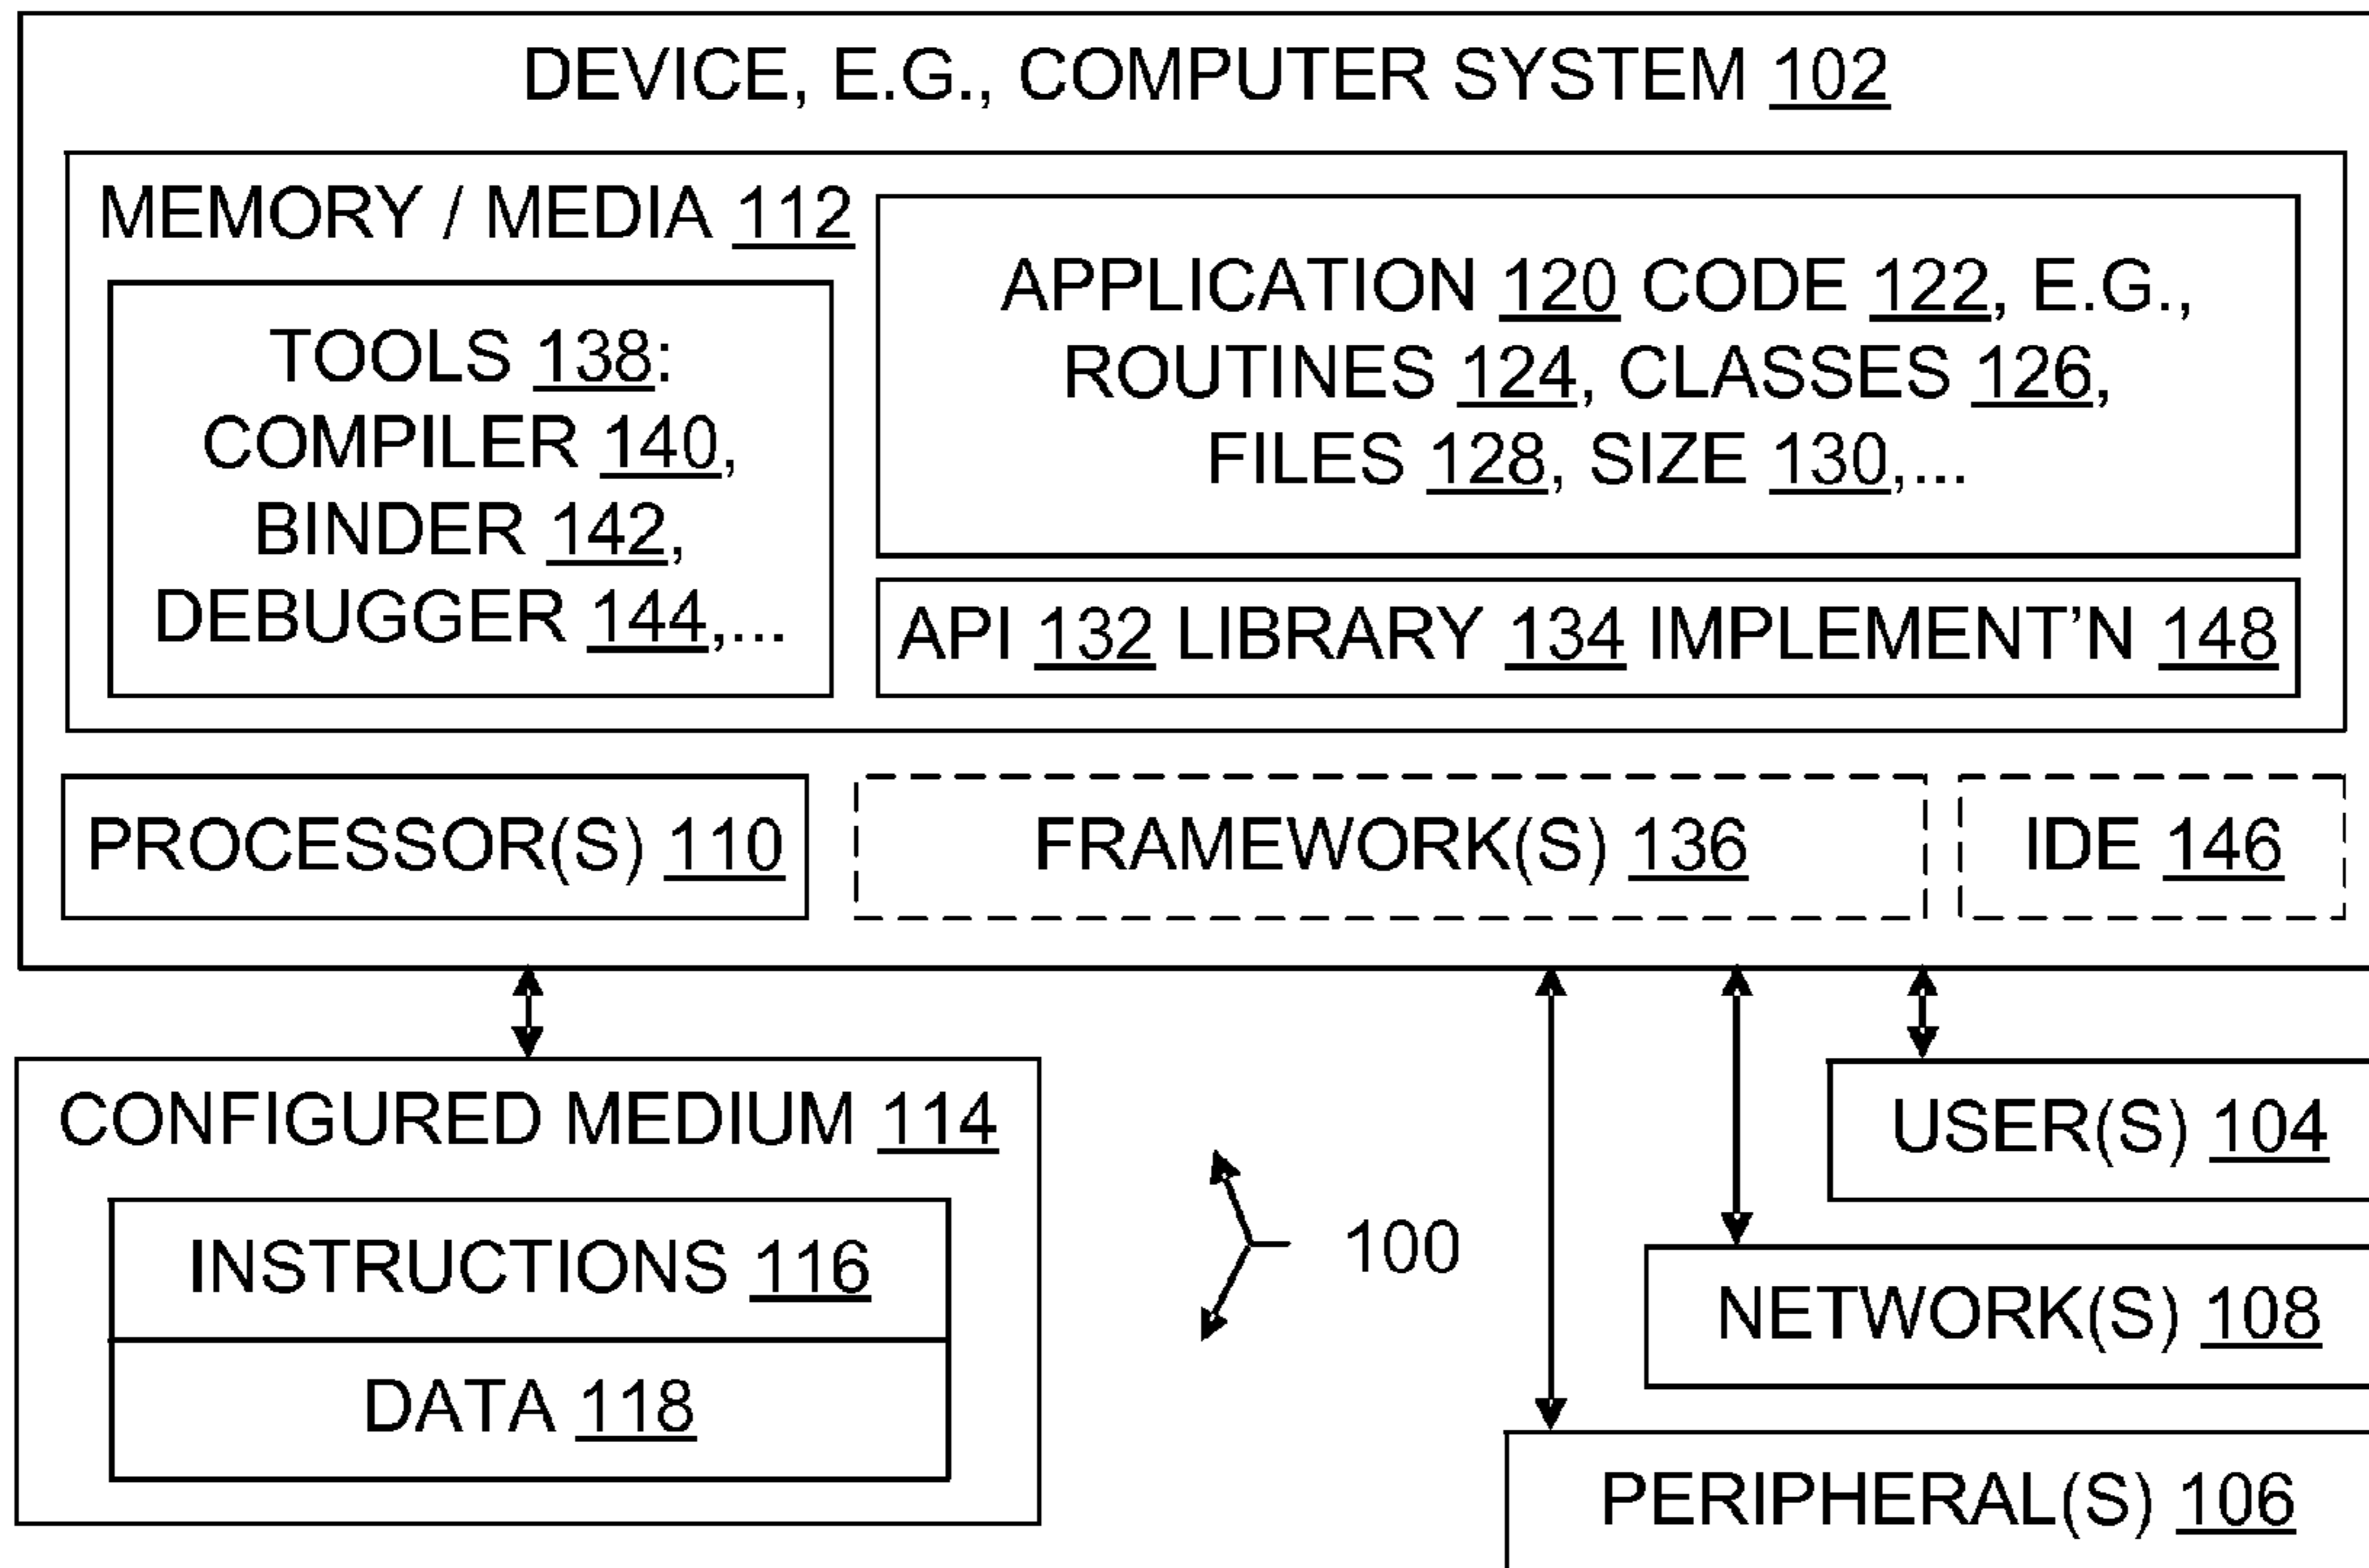 DEVICE, E.G., COMPUTER SYSTEM 102
MEMORY / MEDIA 112
TOOLS 138:
COMPILER 140,
BINDER 142,
DEBUGGER 144,...
APPLICATION 120 CODE 122, E.G.,
ROUTINES 124, CLASSES 126,
FILES 128, SIZE 130,...
API 132 LIBRARY 134 IMPLEMENT’N 148
PROCESSOR(S) 110
FRAMEWORK(S) 136
IDE 146
CONFIGURED MEDIUM 114
INSTRUCTIONS 116
DATA 118
100
USER(S) 104
NETWORK(S) 108
PERIPHERAL(S) 106